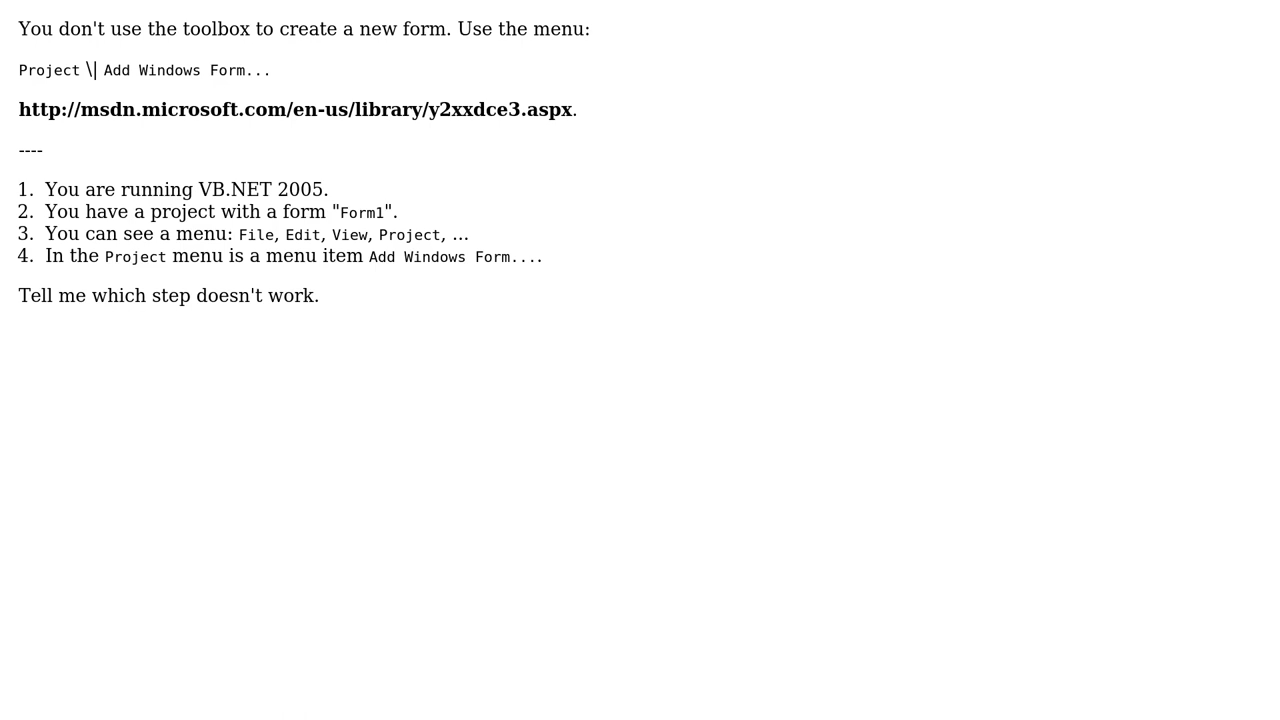 You don't use the toolbox to create a new form. Use the menu:
Project \| Add Windows Form...
http://msdn.microsoft.com/en-us/library/y2xxdce3.aspx.
----
1. You are running VB.NET 2005.
2. You have a project with a form "Form1".
3. You can see a menu: File, Edit, View, Project, ...
4. In the Project menu is a menu item Add Windows Form....
Tell me which step doesn't work.